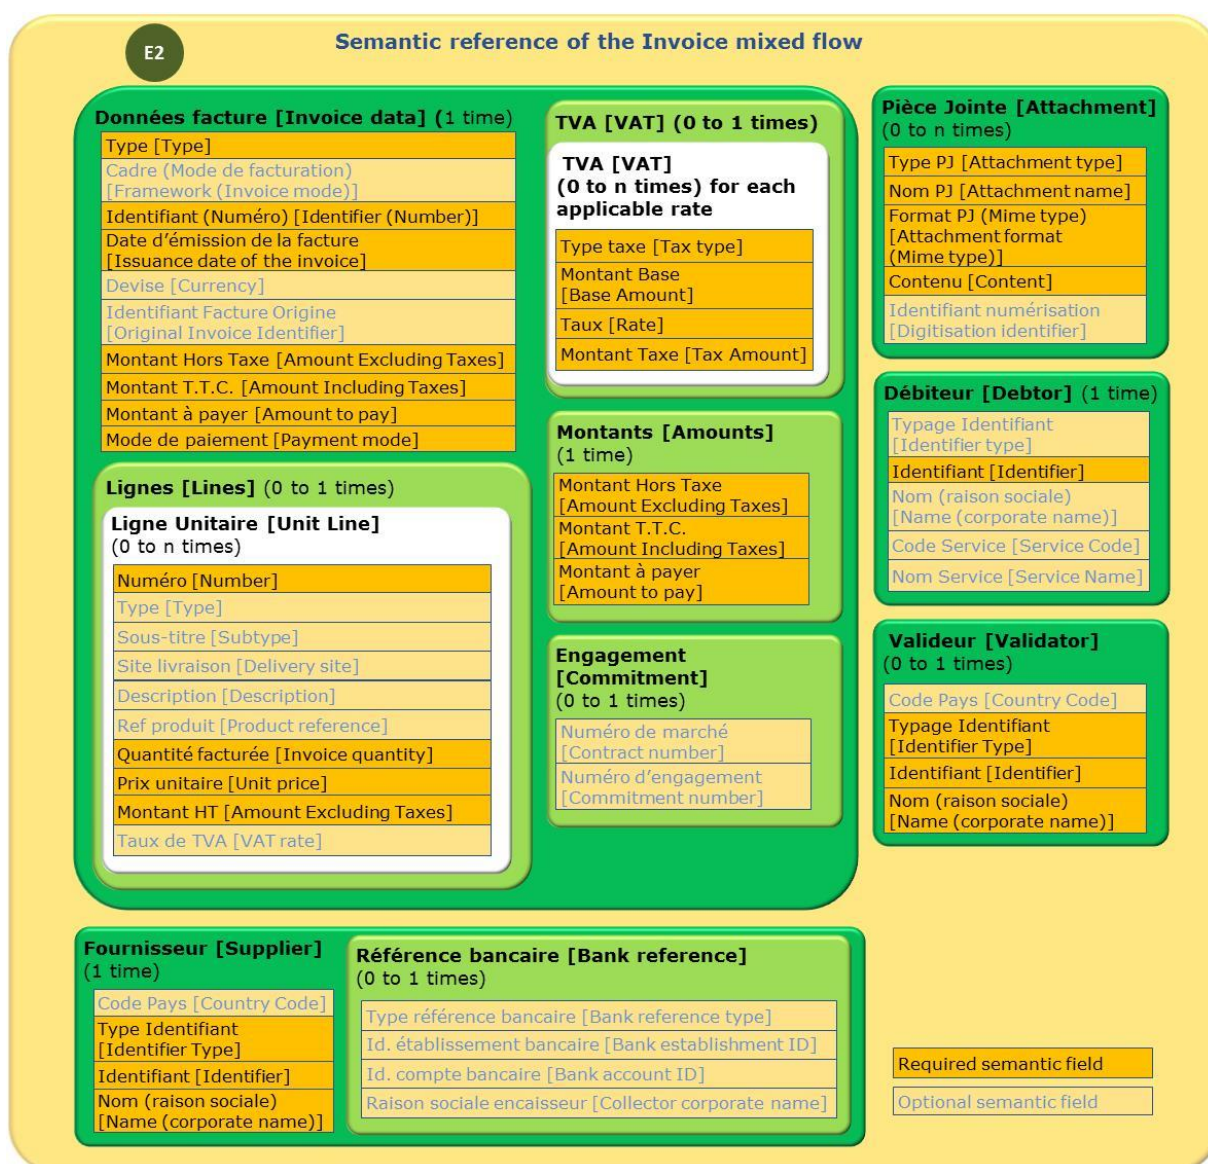 E2
Semantic reference of the Invoice mixed flow
Données facture [Invoice data] (1 time)
Type [Type]
Cadre (Mode de facturation)
[Framework (Invoice mode)]
Identifiant (Numéro) [Identifier (Number)]
Date d'émission de la facture
[Issuance date of the invoice]
Devise [Currency]
Identifiant Facture Origine
[Original Invoice Identifier]
Montant Hors Taxe [Amount Excluding Taxes]
Montant T.T.C. [Amount Including Taxes]
Montant à payer [Amount to pay]
Mode de paiement [Payment mode]
Lignes [Lines] (0 to 1 times)
Ligne Unitaire [Unit Line]
(0 to n times)
Numéro [Number]
Type [Type]
Sous-titre [Subtype]
Site livraison [Delivery site]
Description [Description]
Ref produit [Product reference]
Quantité facturée [Invoice quantity]
Prix unitaire [Unit price]
Montant HT [Amount Excluding Taxes]
Taux de TVA [VAT rate]
TVA [VAT] (0 to 1 times)
TVA [VAT]
(0 to n times) for each
applicable rate
Type taxe [Tax type]
Montant Base
[Base Amount]
Taux [Rate]
Montant Taxe [Tax Amount]
Montants [Amounts]
(1 time)
Montant Hors Taxe
[Amount Excluding Taxes]
Montant T.T.C.
[Amount Including Taxes]
Montant à payer
[Amount to pay]
Engagement
[Commitment]
(0 to 1 times)
Numéro de marché
[Contract number]
Numéro d'engagement
[Commitment number]
Pièce Jointe [Attachment]
(0 to n times)
Type PJ [Attachment type]
Nom PJ [Attachment name]
Format PJ (Mime type)
[Attachment format
(Mime type)]
Contenu [Content]
Identifiant numérisation
[Digitisation identifier]
Débiteur [Debtor] (1 time)
Typage Identifiant
[Identifier type]
Identifiant [Identifier]
Nom (raison sociale)
[Name (corporate name)]
Code Service [Service Code]
Nom Service [Service Name]
Valideur [Validator]
(0 to 1 times)
Code Pays [Country Code]
Typage Identifiant
[Identifier Type]
Identifiant [Identifier]
Nom (raison sociale)
[Name (corporate name)]
Fournisseur [Supplier]
(1 time)
Code Pays [Country Code]
Type Identifiant
[Identifier Type]
Identifiant [Identifier]
Nom (raison sociale)
[Name (corporate name)]
Référence bancaire [Bank reference]
(0 to 1 times)
Type référence bancaire [Bank reference type]
Id. établissement bancaire [Bank establishment ID]
Id. compte bancaire [Bank account ID]
Raison sociale encaisseur [Collector corporate name]
Required semantic field
Optional semantic field